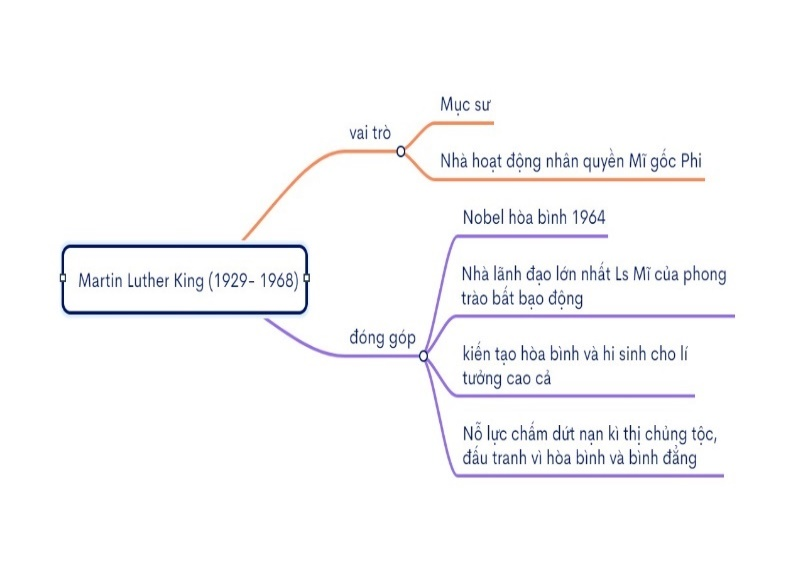 Martin Luther King (1929- 1968)
vai trò
Mục sư
Nhà hoạt động nhân quyền Mĩ gốc Phi
đóng góp
Nobel hòa bình 1964
Nhà lãnh đạo lớn nhất Ls Mĩ của phong
trào bất bạo động
kiến tạo hòa bình và hi sinh cho lí
tưởng cao cả
Nỗ lực chấm dứt nạn kì thị chủng tộc,
đấu tranh vì hòa bình và bình đẳng